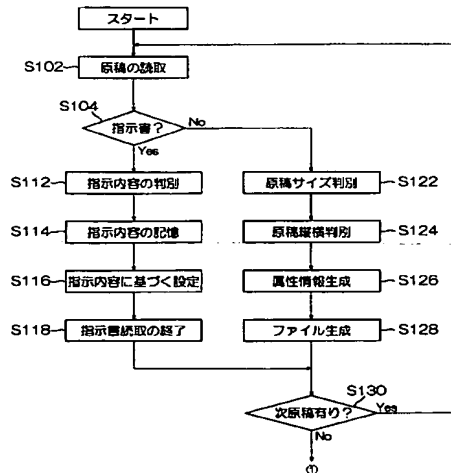 スタート
S102
原稿の読取
S104
指示書?
No
Yes
S112
指示内容の判別
原稿サイズ判別
S122
S114
指示内容の記憶
原稿縦横判別
S124
S116
指示内容に基づく設定
属性情報生成
S126
S118
指示書読取の終了
ファイル生成
S128
S130
次原稿有り?
Yes
No
①